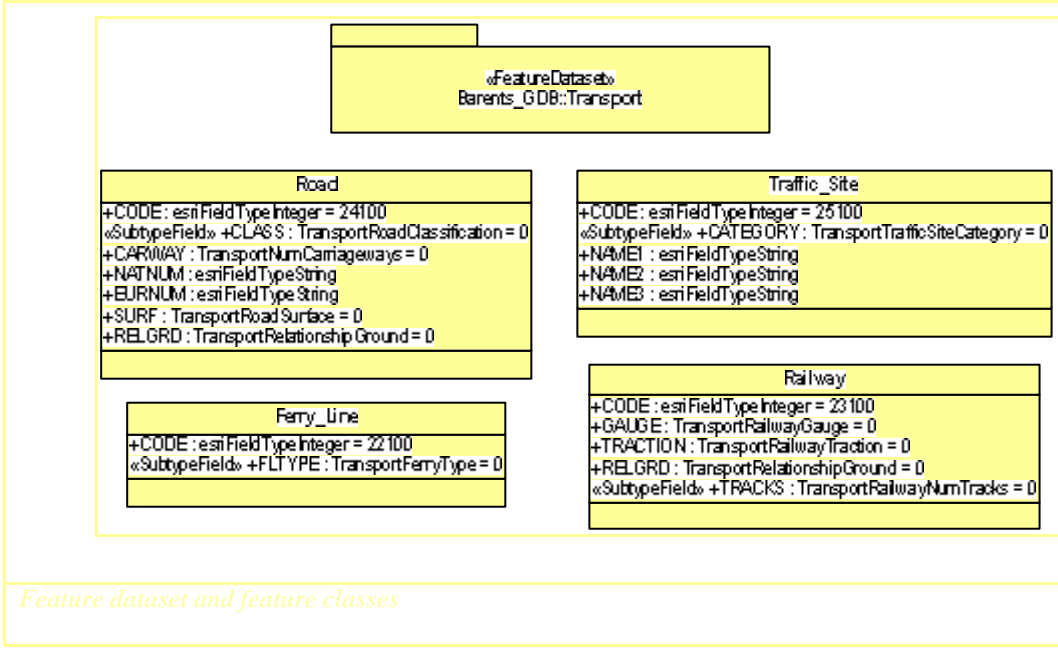 «FeatureDataset»
Barents_GDB::Transport
Road
+CODE : esriFieldTypeInteger = 24100
«SubtypeField» +CLASS : TransportRoadClassification = 0
+CARWAY : TransportNumCarriageways = 0
+NATNUM : esriFieldTypeString
+EURNUM : esriFieldTypeString
+SURF : TransportRoadSurface = 0
+RELGRD : TransportRelationshipGround = 0
Traffic_Site
+CODE : esriFieldTypeInteger = 25100
«SubtypeField» +CATEGORY : TransportTrafficSiteCategory = 0
+NAME1 : esriFieldTypeString
+NAME2 : esriFieldTypeString
+NAME3 : esriFieldTypeString
Ferry_Line
+CODE : esriFieldTypeInteger = 22100
«SubtypeField» +FLTYPE : TransportFerryType = 0
Railway
+CODE : esriFieldTypeInteger = 23100
+GAUGE : TransportRailwayGauge = 0
+TRACTION : TransportRailwayTraction = 0
+RELGRD : TransportRelationshipGround = 0
«SubtypeField» +TRACKS : TransportRailwayNumTracks = 0
Feature dataset and feature classes